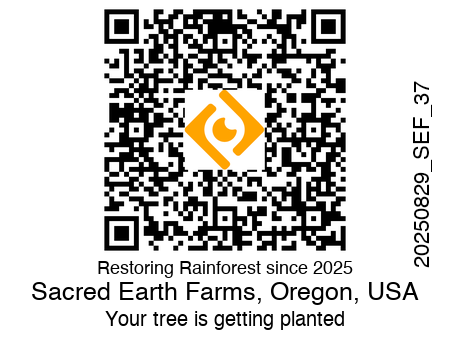 Restoring Rainforest since 2025
Sacred Earth Farms, Oregon, USA
Your tree is getting planted
20250829_SEF_37